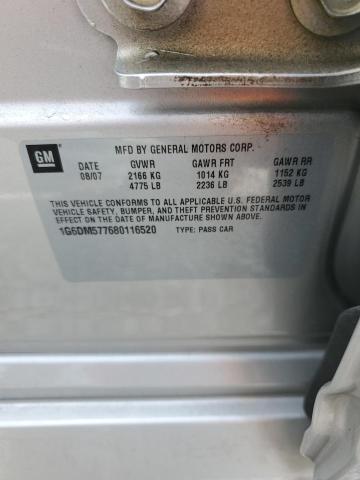 GM
MFD BY GENERAL MOTORS CORP.
DATE GVWR GAWR FRT GAWR RR
08/07 2166 KG 1014 KG 1152 KG
4775 LB 2236 LB 2539 LB
THIS VEHICLE CONFORMS TO ALL APPLICABLE U.S. FEDERAL MOTOR
VEHICLE SAFETY, BUMPER, AND THEFT PREVENTION STANDARDS IN
EFFECT ON THE DATE OF MANUFACTURE SHOWN ABOVE.
1G6DM577680116520 TYPE: PASS CAR